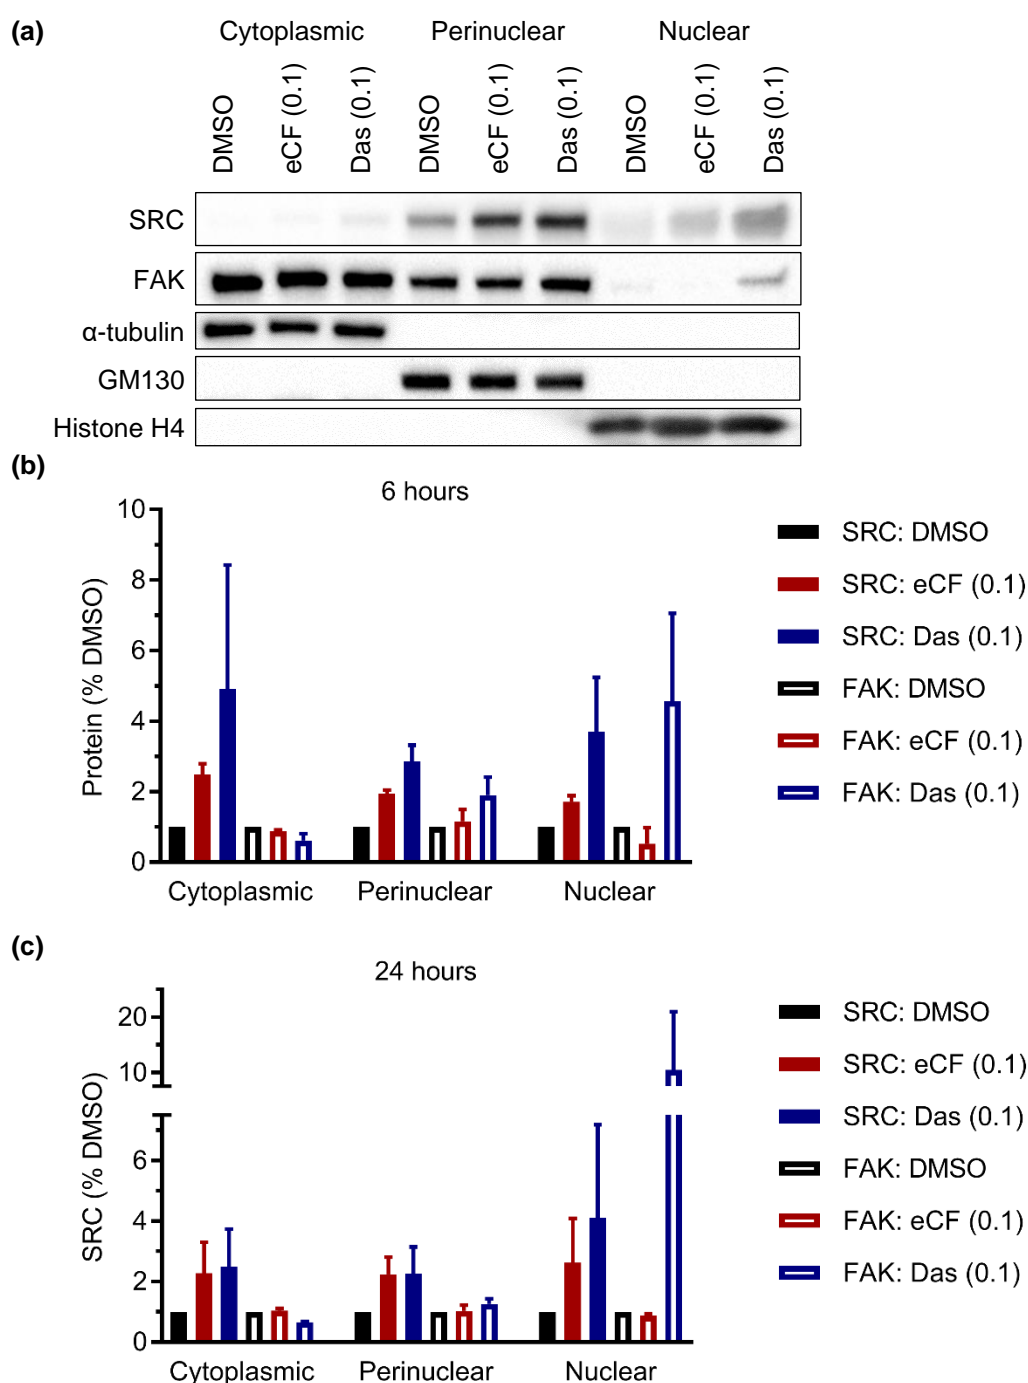 (a)
Cytoplasmic Perinuclear Nuclear
DMSO eCF (0.1) Das (0.1) DMSO eCF (0.1) Das (0.1) DMSO eCF (0.1) Das (0.1)
SRC
FAK
α-tubulin
GM130
Histone H4
(b)
6 hours
Protein (% DMSO)
10
8
6
4
2
0
Cytoplasmic Perinuclear Nuclear
SRC: DMSO
SRC: eCF (0.1)
SRC: Das (0.1)
FAK: DMSO
FAK: eCF (0.1)
FAK: Das (0.1)
(c)
24 hours
SRC (% DMSO)
20
10
6
4
2
0
Cytoplasmic Perinuclear Nuclear
SRC: DMSO
SRC: eCF (0.1)
SRC: Das (0.1)
FAK: DMSO
FAK: eCF (0.1)
FAK: Das (0.1)